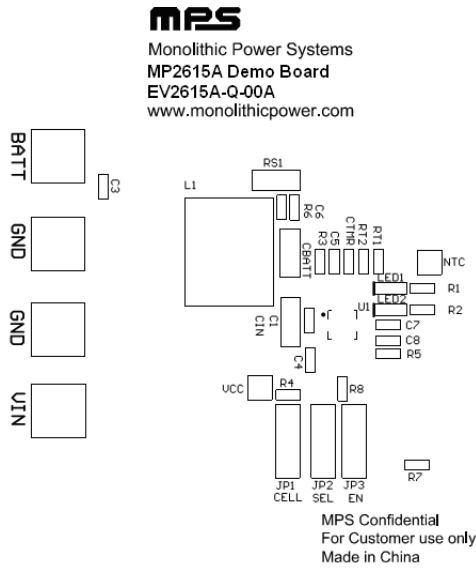 mps
Monolithic Power Systems
MP2615A Demo Board
EV2615A-Q-00A
www.monolithicpower.com
BATT
GND
GND
VIN
C3
L1
RS1
R6
C6
CBATT
R3
C5
CTMR
RT2
RT1
NTC
LED1
R1
LED2
R2
U1
C7
C8
R5
C1
CIN
C4
VCC
R4
R8
JP1
CELL
JP2
SEL
JP3
EN
R7
MPS Confidential
For Customer use only
Made in China